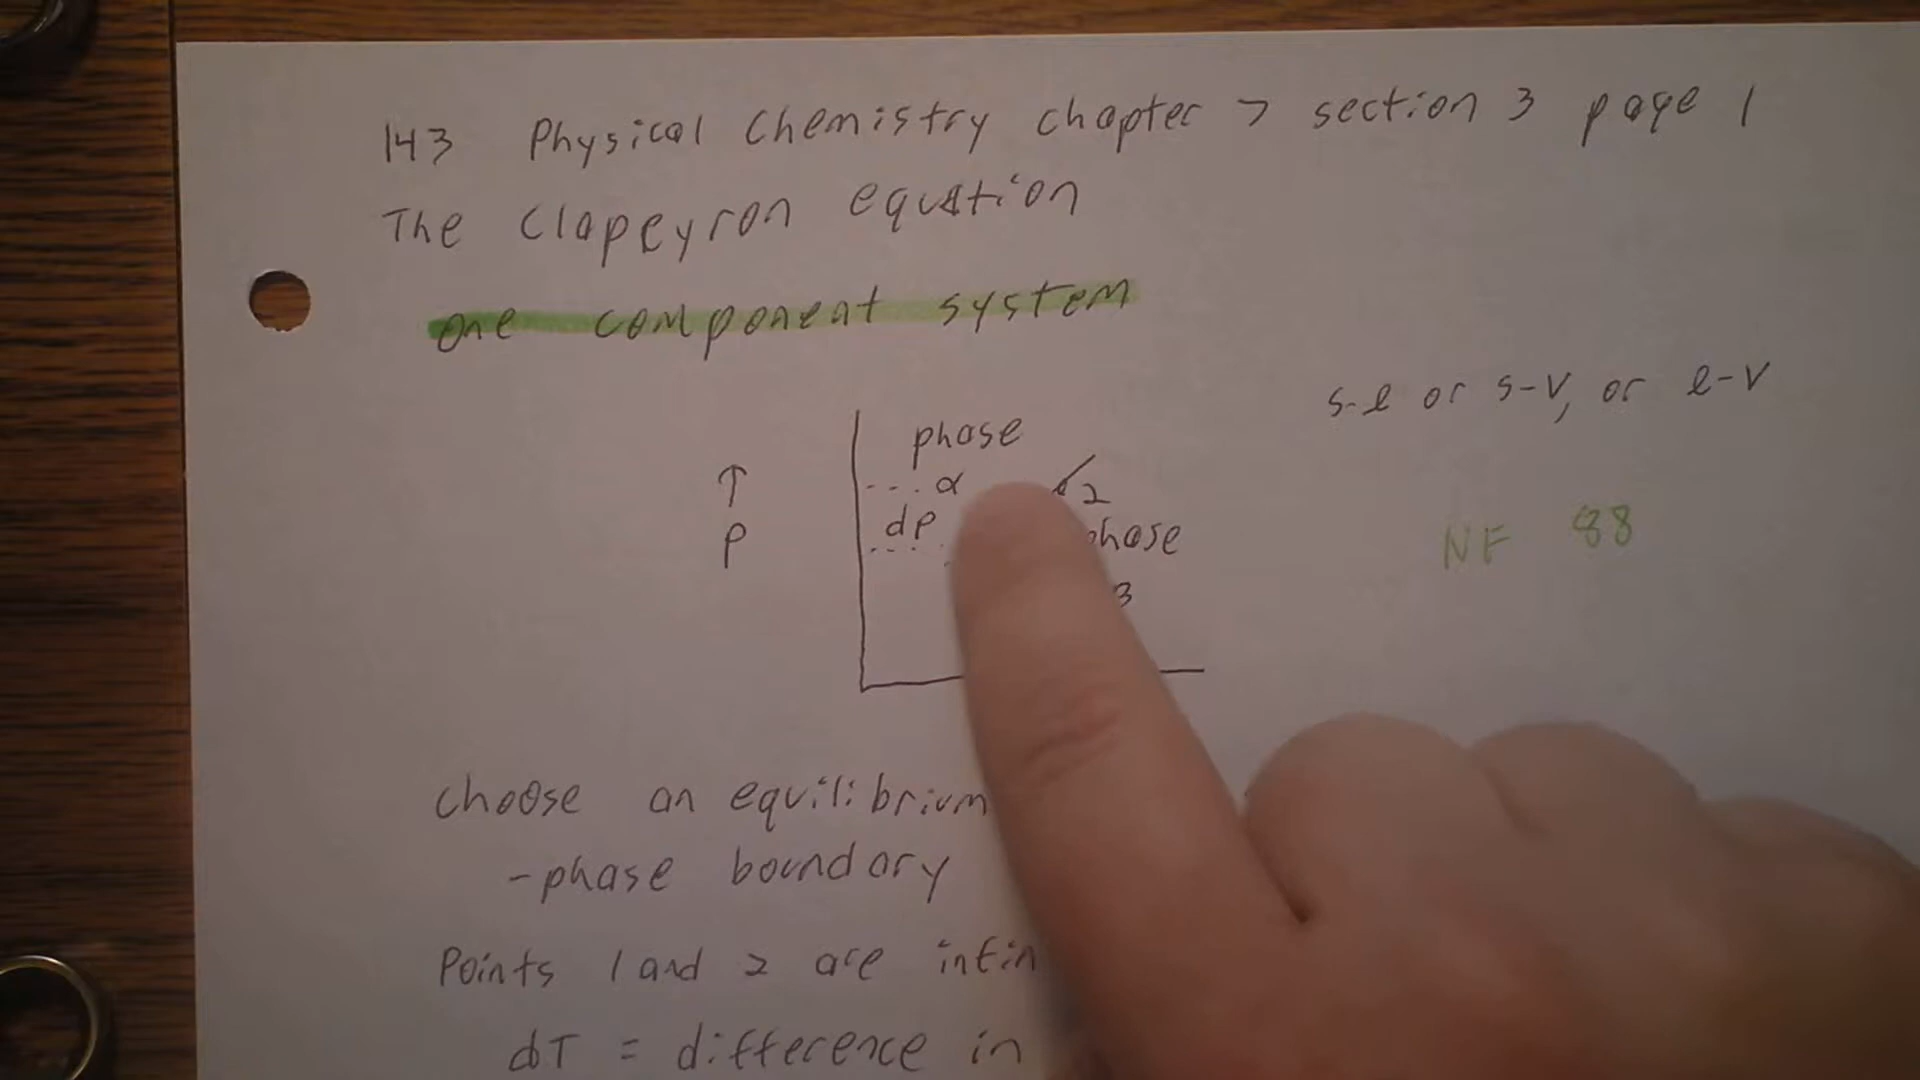 143 Physical Chemistry chapter 7 section 3 page 1
The Clapeyron equation
one component system
s-l or s-v, or l-v
phase
↑ --- α 2
P dP phase
NF 88
choose an equilibrium
-phase boundary
Points 1 and 2 are
dT = difference in